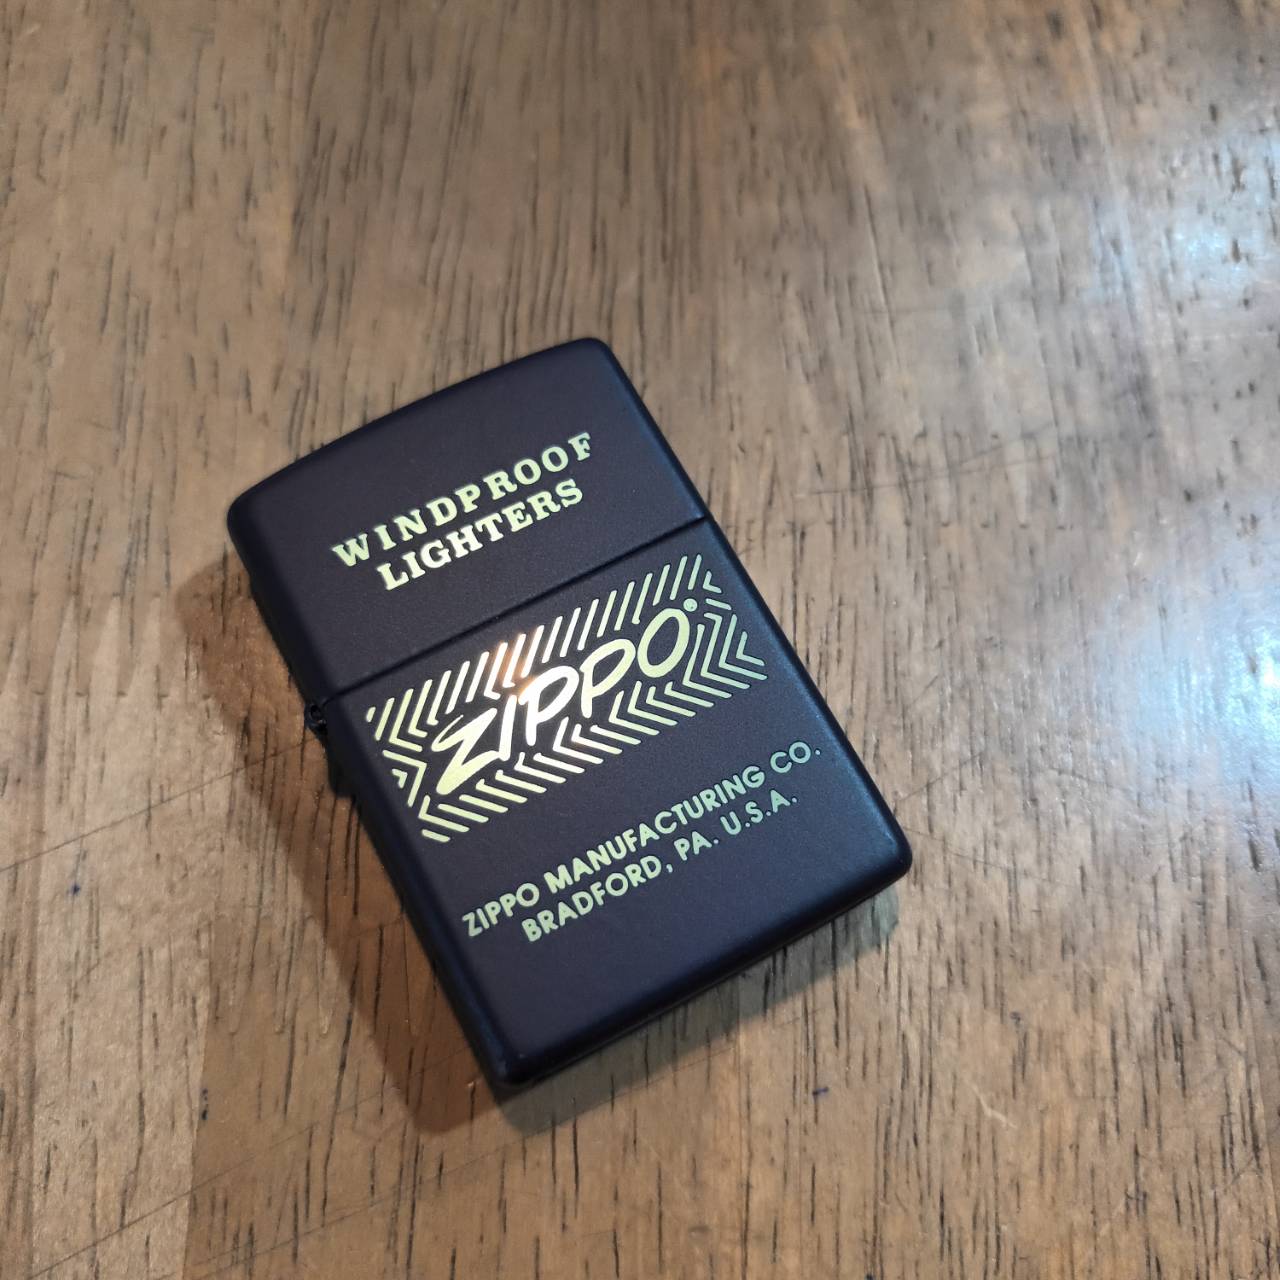 WINDPROOF
LIGHTERS
ZIPPO®
ZIPPO MANUFACTURING CO.
BRADFORD, PA. U.S.A.